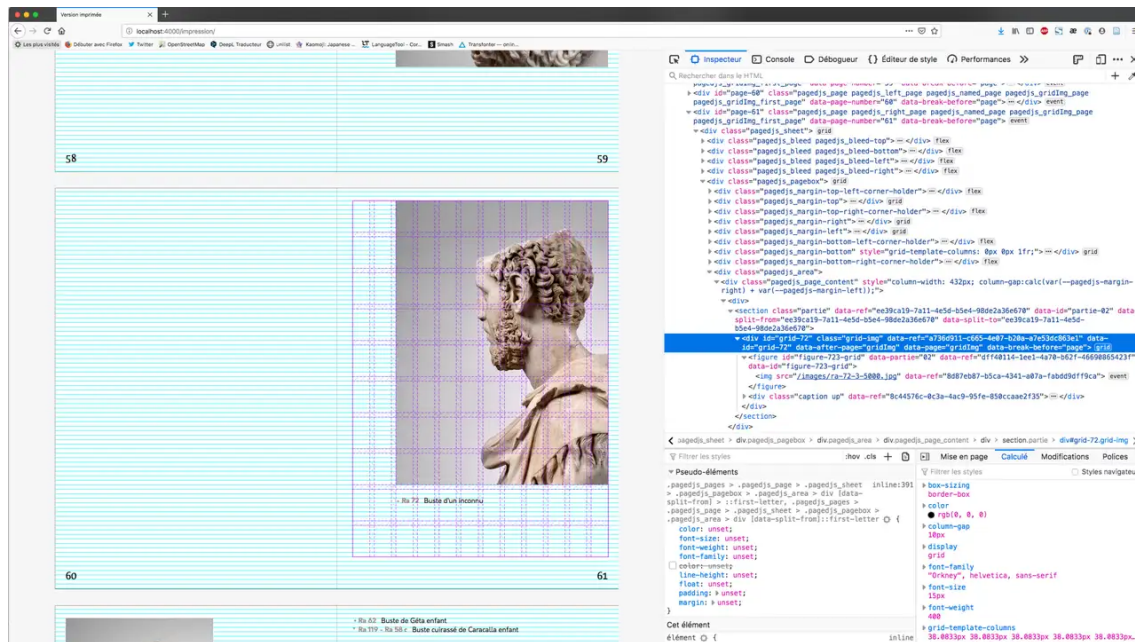 Version imprimée
localhost:4000/impression/
Les plus visités Débuter avec Firefox Twitter OpenStreetMap DeepL Traducteur Unlist Kaomoji: Japanese ... LanguageTool - Cor... Smash Transfonter — onlin...
58 59
- Ra 72 Buste d'un inconnu
60 61
- Ra 62 Buste de Géta enfant
* Ra 119 - Ra 58 c Buste cuirassé de Caracalla enfant
Inspecteur Console Débogueur {} Éditeur de style Performances
Rechercher dans le HTML
<div id="page-60" class="pagedjs_page pagedjs_left_page pagedjs_named_page pagedjs_gridImg_page
pagedjs_gridImg_first_page" data-page-number="60" data-break-before="page"> </div> event
<div id="page-61" class="pagedjs_page pagedjs_right_page pagedjs_named_page pagedjs_gridImg_page
pagedjs_gridImg_first_page" data-page-number="61" data-break-before="page"> event
<div class="pagedjs_sheet"> grid
<div class="pagedjs_bleed pagedjs_bleed-top"> </div> flex
<div class="pagedjs_bleed pagedjs_bleed-bottom"> </div> flex
<div class="pagedjs_bleed pagedjs_bleed-left"> </div> flex
<div class="pagedjs_bleed pagedjs_bleed-right"> </div> flex
<div class="pagedjs_pagebox"> grid
<div class="pagedjs_margin-top-left-corner-holder"> </div> flex
<div class="pagedjs_margin-top"> </div> grid
<div class="pagedjs_margin-top-right-corner-holder"> </div> flex
<div class="pagedjs_margin-right"> </div> grid
<div class="pagedjs_margin-left"> </div> grid
<div class="pagedjs_margin-bottom-left-corner-holder"> </div> flex
<div class="pagedjs_margin-bottom" style="grid-template-columns: 0px 0px 1fr;"> </div> grid
<div class="pagedjs_margin-bottom-right-corner-holder"> </div> flex
<div class="pagedjs_area">
<div class="pagedjs_page_content" style="column-width: 432px; column-gap:calc(var(--pagedjs-margin-
right) + var(--pagedjs-margin-left));">
<div>
<section class="partie" data-ref="ee39ca19-7a11-4e5d-b5e4-98de2a36e670" data-id="partie-02" data-
split-from="ee39ca19-7a11-4e5d-b5e4-98de2a36e670" data-split-to="ee39ca19-7a11-4e5d-
b5e4-98de2a36e670">
<div id="grid-72" class="grid-img" data-ref="a736d911-c665-4e07-b20a-a7e53dc863e1" data-
id="grid-72" data-after-page="gridImg" data-page="gridImg" data-break-before="page"> grid
<figure id="figure-723-grid" data-partie="02" data-ref="dff40114-1ee1-4a70-b62f-46690865423f"
data-id="figure-723-grid">
<img src="/images/ra-72-3-5000.jpg" data-ref="8d87eb87-b5ca-4341-a07a-fabdd9dff9ca"> event
</figure>
<div class="caption up" data-ref="8c44576c-0c3a-4ac9-95fe-850ccaae2f35"> </div>
</div>
</section>
</div>
pagedjs_sheet > div.pagedjs_pagebox > div.pagedjs_area > div.pagedjs_page_content > div > section.partie > div#grid-72.grid-img
Filtrer les styles :hov .cls +
Pseudo-éléments
.pagedjs_pages > .pagedjs_page > .pagedjs_sheet inline:391
> .pagedjs_pagebox > .pagedjs_area > div [data-
split-from] > ::first-letter, .pagedjs_pages >
.pagedjs_page > .pagedjs_sheet > .pagedjs_pagebox >
.pagedjs_area > div [data-split-from]::first-letter {
color: unset;
font-size: unset;
font-weight: unset;
font-family: unset;
color: unset;
line-height: unset;
float: unset;
padding: unset;
margin: unset;
}
Cet élément
élément { inline
Mise en page Calculé Modifications Polices
Filtrer les styles Styles navigateu
box-sizing
border-box
color
rgb(0, 0, 0)
column-gap
10px
display
grid
font-family
"Orkney", helvetica, sans-serif
font-size
15px
font-weight
400
grid-template-columns
38.0833px 38.0833px 38.0833px 38.0833px